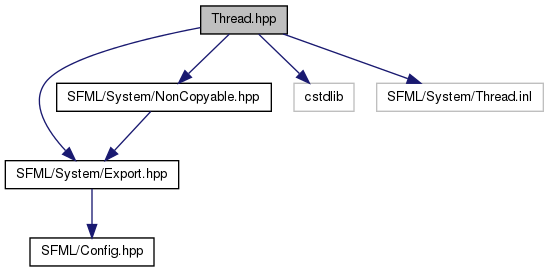 Thread.hpp
SFML/System/NonCopyable.hpp
cstdlib
SFML/System/Thread.inl
SFML/System/Export.hpp
SFML/Config.hpp